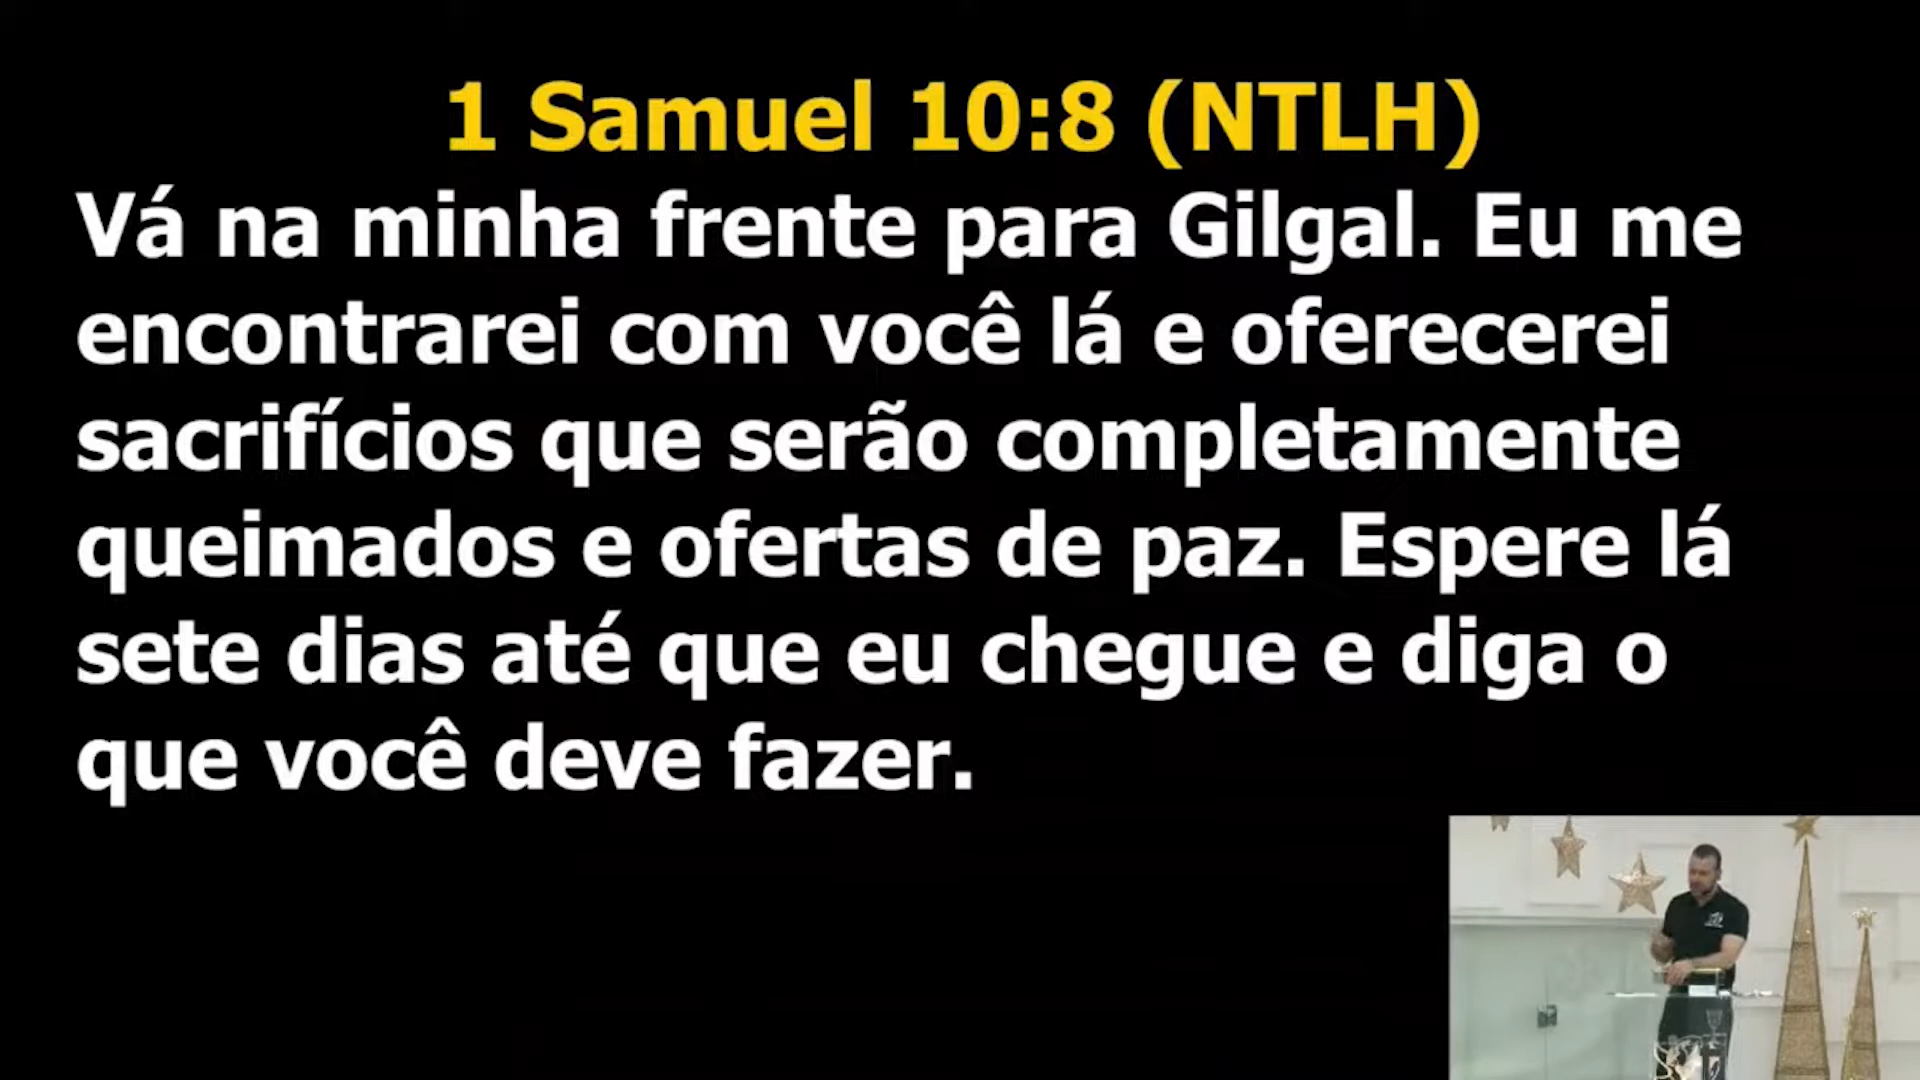 1 Samuel 10:8 (NTLH)
Vá na minha frente para Gilgal. Eu me
encontrarei com você lá e oferecerei
sacrifícios que serão completamente
queimados e ofertas de paz. Espere lá
sete dias até que eu chegue e diga o
que você deve fazer.